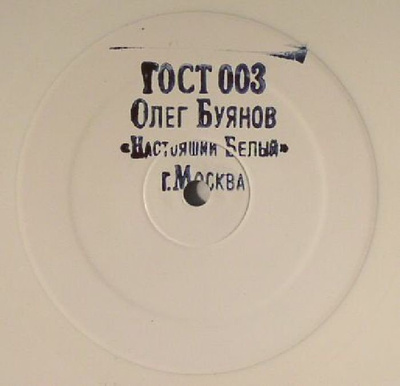 ГОСТ 003
ОЛЕГ БУЯНОВ
«НАСТОЯЩИЙ БЕЛЫЙ»
г. МОСКВА